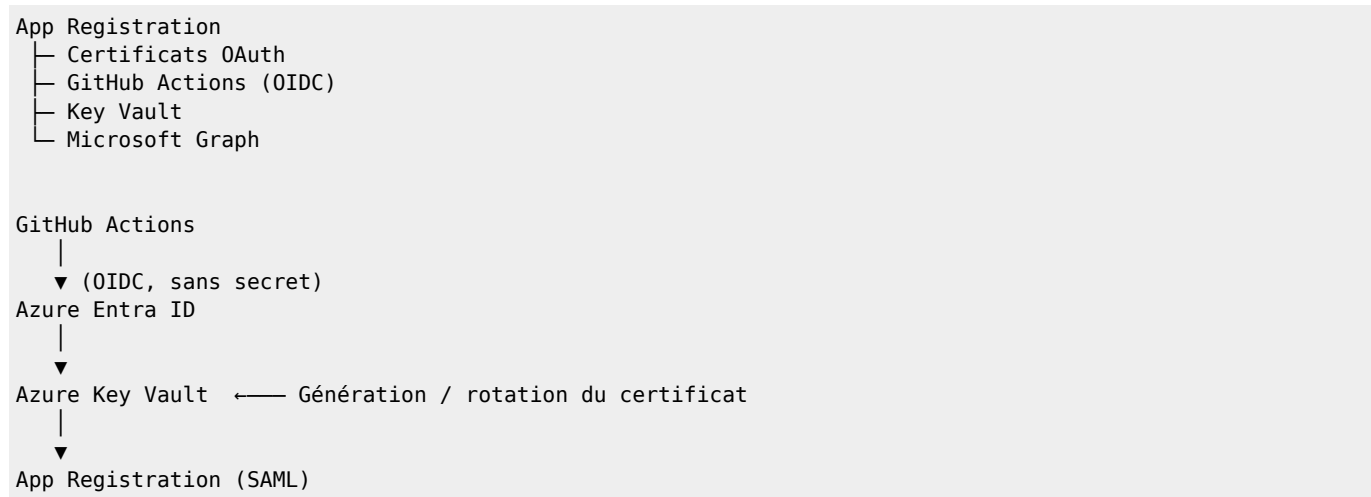 App Registration
├─ Certificats OAuth
├─ GitHub Actions (OIDC)
├─ Key Vault
└─ Microsoft Graph
GitHub Actions
│
▼ (OIDC, sans secret)
Azure Entra ID
│
▼
Azure Key Vault ←── Génération / rotation du certificat
│
▼
App Registration (SAML)